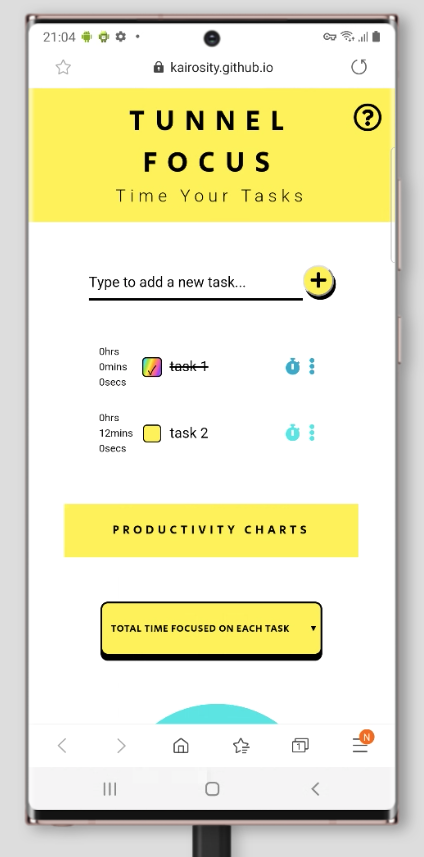 21:04
kairosity.github.io
TUNNEL
FOCUS
Time Your Tasks
Type to add a new task...
0hrs
0mins
0secs
task 1
0hrs
12mins
0secs
task 2
PRODUCTIVITY CHARTS
TOTAL TIME FOCUSED ON EACH TASK
1
N